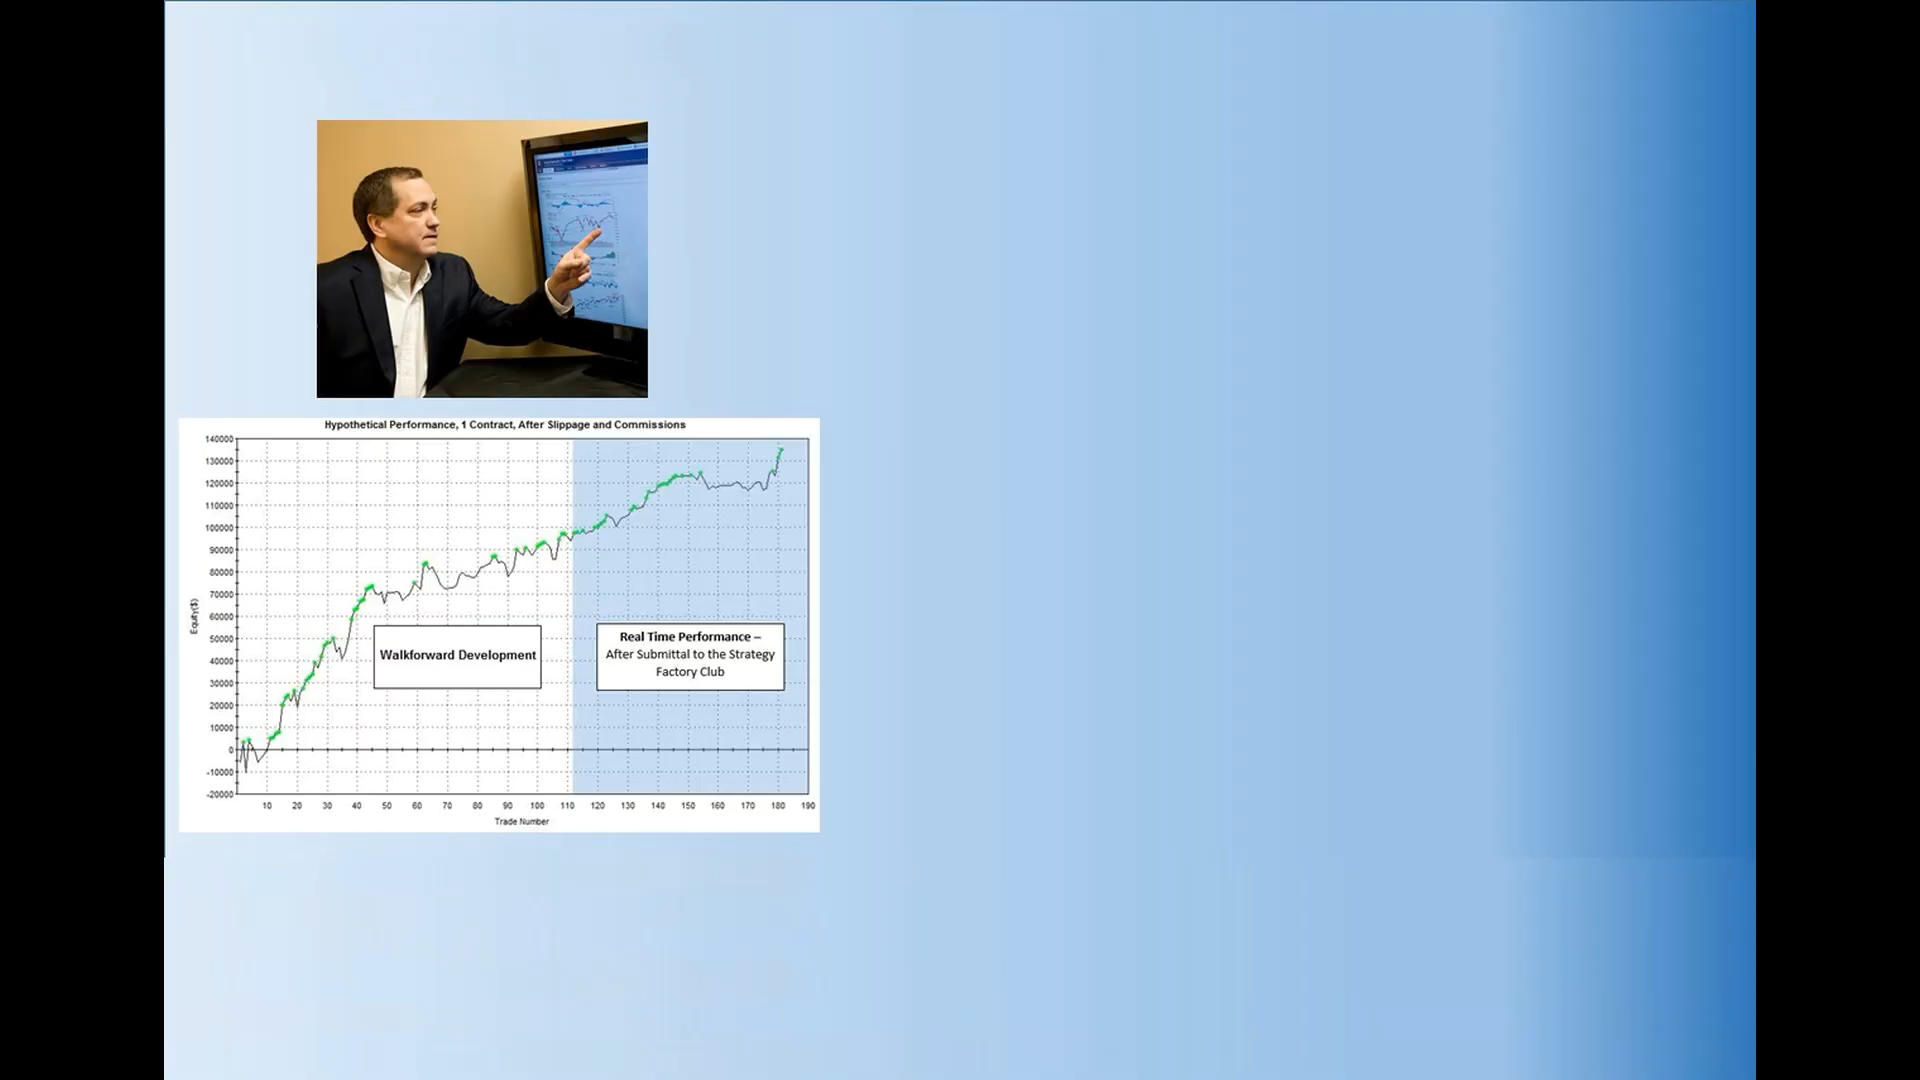 Hypothetical Performance, 1 Contract, After Slippage and Commissions
140000
130000
120000
110000
100000
90000
80000
70000
60000
50000
40000
30000
20000
10000
0
-10000
-20000
Equity($)
Walkforward Development
Real Time Performance –
After Submittal to the Strategy
Factory Club
10 20 30 40 50 60 70 80 90 100 110 120 130 140 150 160 170 180 190
Trade Number